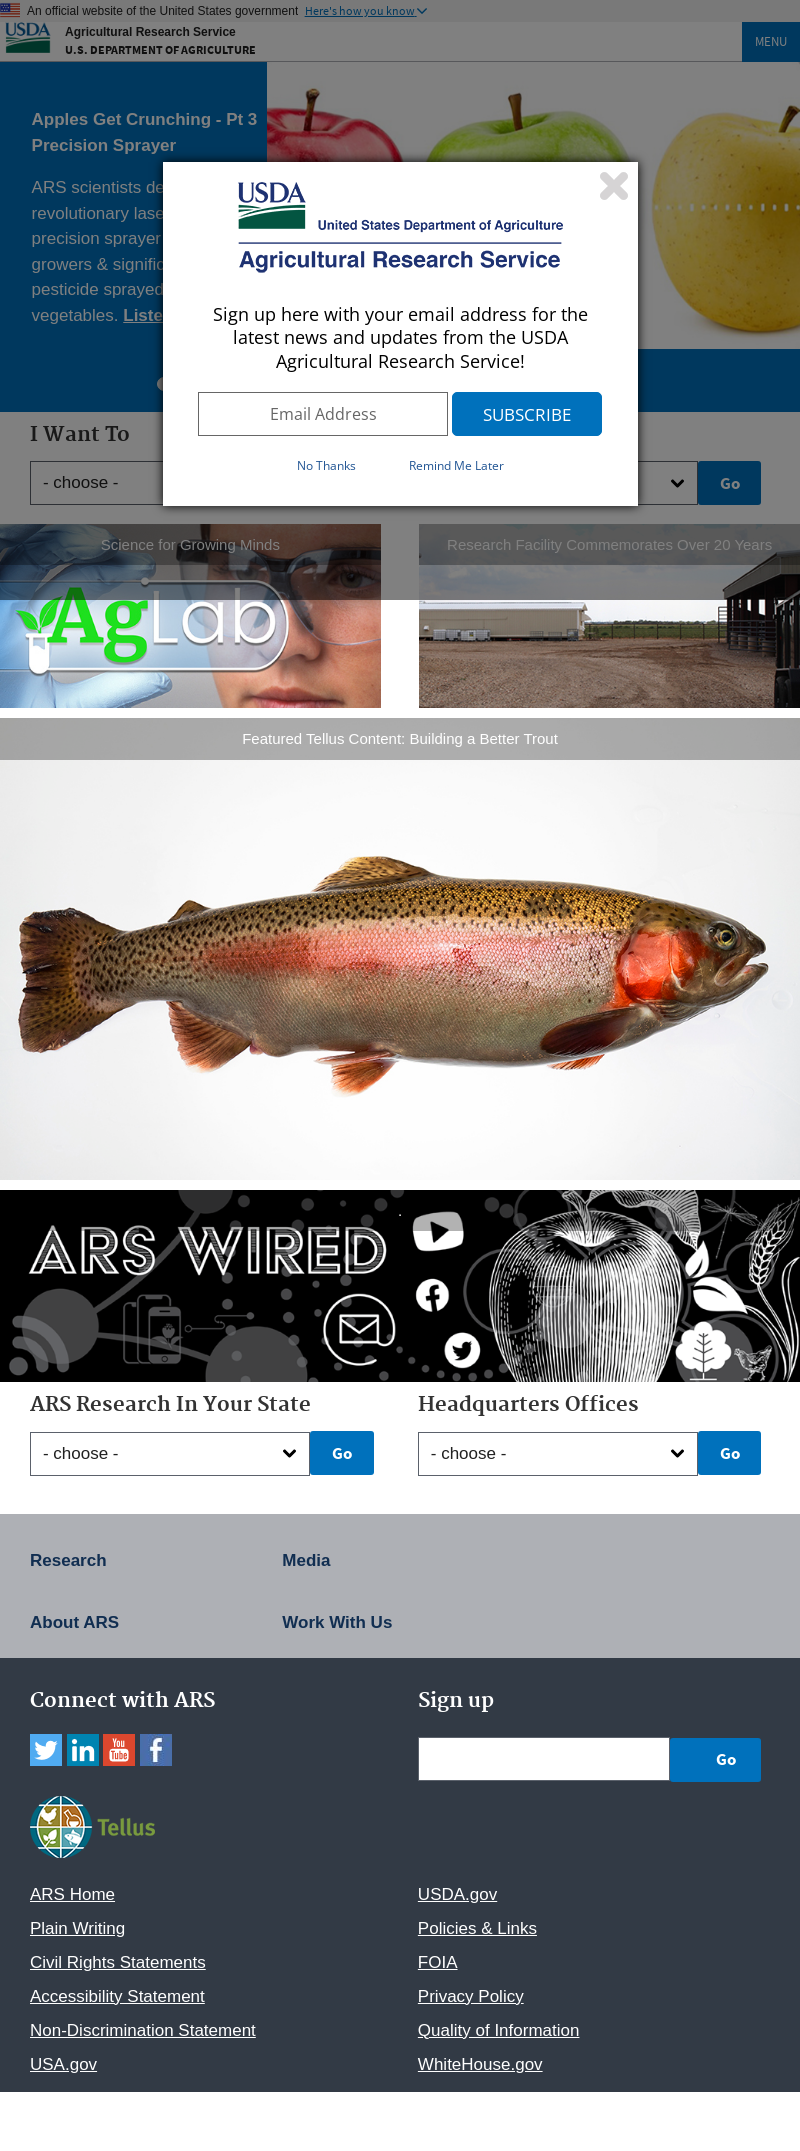 An official website of the United States government Here's how you know
USDA
Agricultural Research Service
U.S. DEPARTMENT OF AGRICULTURE
MENU
Apples Get Crunching - Pt 3
Precision Sprayer
ARS scientists de
revolutionary lase
precision sprayer
growers & signific
pesticide sprayed
vegetables. Liste
USDA
United States Department of Agriculture
Agricultural Research Service
Sign up here with your email address for the
latest news and updates from the USDA
Agricultural Research Service!
Email Address
SUBSCRIBE
No Thanks
Remind Me Later
I Want To
- choose -
Go
Science for Growing Minds
AgLab
Research Facility Commemorates Over 20 Years
Featured Tellus Content: Building a Better Trout
ARS WIRED
ARS Research In Your State
- choose -
Go
Headquarters Offices
- choose -
Go
Research
Media
About ARS
Work With Us
Connect with ARS
Sign up
in
You
Tube
f
Go
Tellus
ARS Home
USDA.gov
Plain Writing
Policies & Links
Civil Rights Statements
FOIA
Accessibility Statement
Privacy Policy
Non-Discrimination Statement
Quality of Information
USA.gov
WhiteHouse.gov